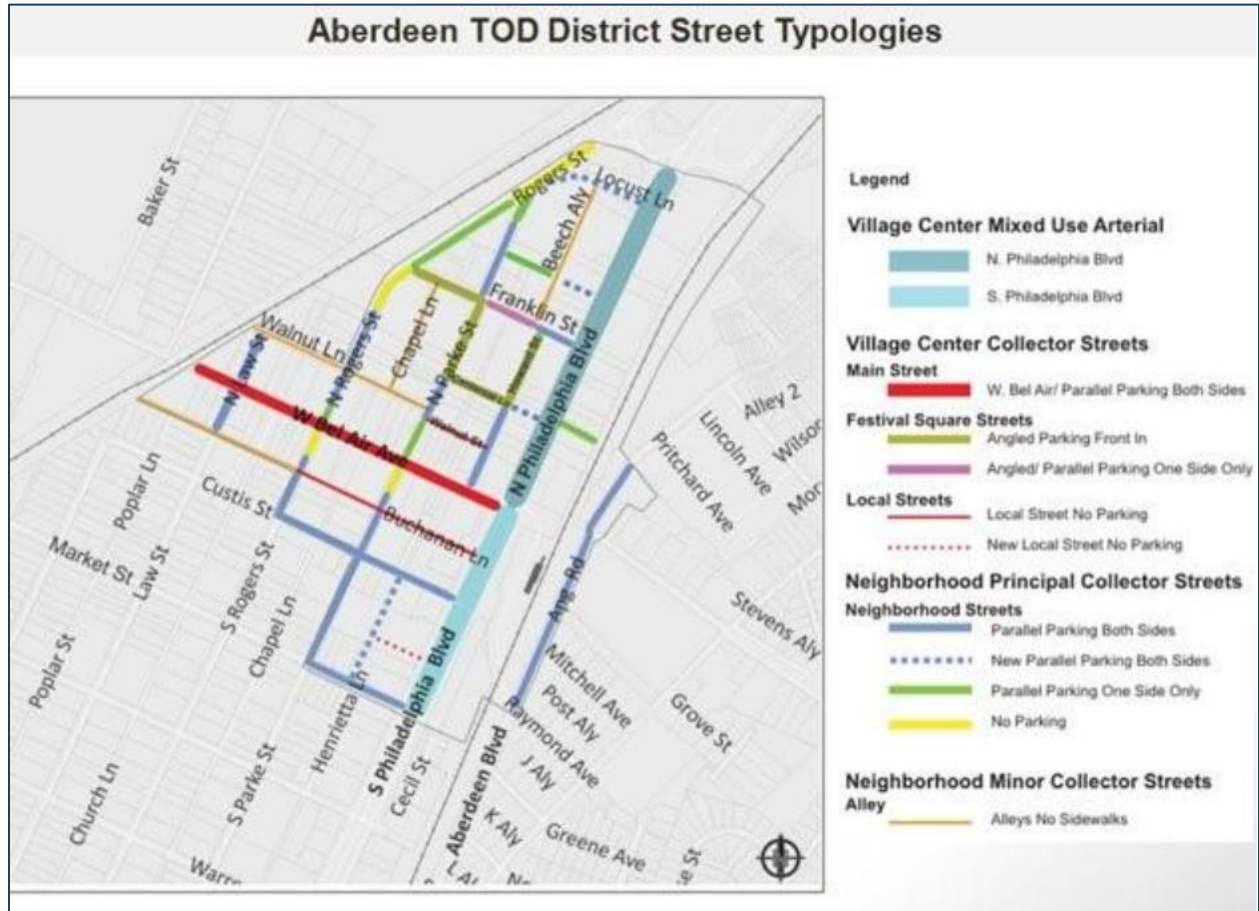 Aberdeen TOD District Street Typologies
Baker St
Rogers St
Locust Ln
Beech Aly
Franklin St
Chapel Ln
Walnut Ln
N Rogers St
N Parke St
N Law St
N Philadelphia Blvd
Walnut St
W Bel Air Ave
Buchanan Ln
Poplar Ln
Custis St
Market St
Law St
S Rogers St
Chapel Ln
Poplar St
Church Ln
S Parke St
Henrietta Ln
S Philadelphia Blvd
Cecil St
Warre
Aberdeen Blvd
Apg Rd
Alley 2
Lincoln Ave
Wilson
Mor
Pritchard Ave
Stevens Aly
Mitchell Ave
Post Aly
Raymond Ave
Grove St
J Aly
K Aly
Greene Ave
Legend
Village Center Mixed Use Arterial
N. Philadelphia Blvd
S. Philadelphia Blvd
Village Center Collector Streets
Main Street
W. Bel Air/ Parallel Parking Both Sides
Festival Square Streets
Angled Parking Front In
Angled/ Parallel Parking One Side Only
Local Streets
Local Street No Parking
New Local Street No Parking
Neighborhood Principal Collector Streets
Neighborhood Streets
Parallel Parking Both Sides
New Parallel Parking Both Sides
Parallel Parking One Side Only
No Parking
Neighborhood Minor Collector Streets
Alley
Alleys No Sidewalks